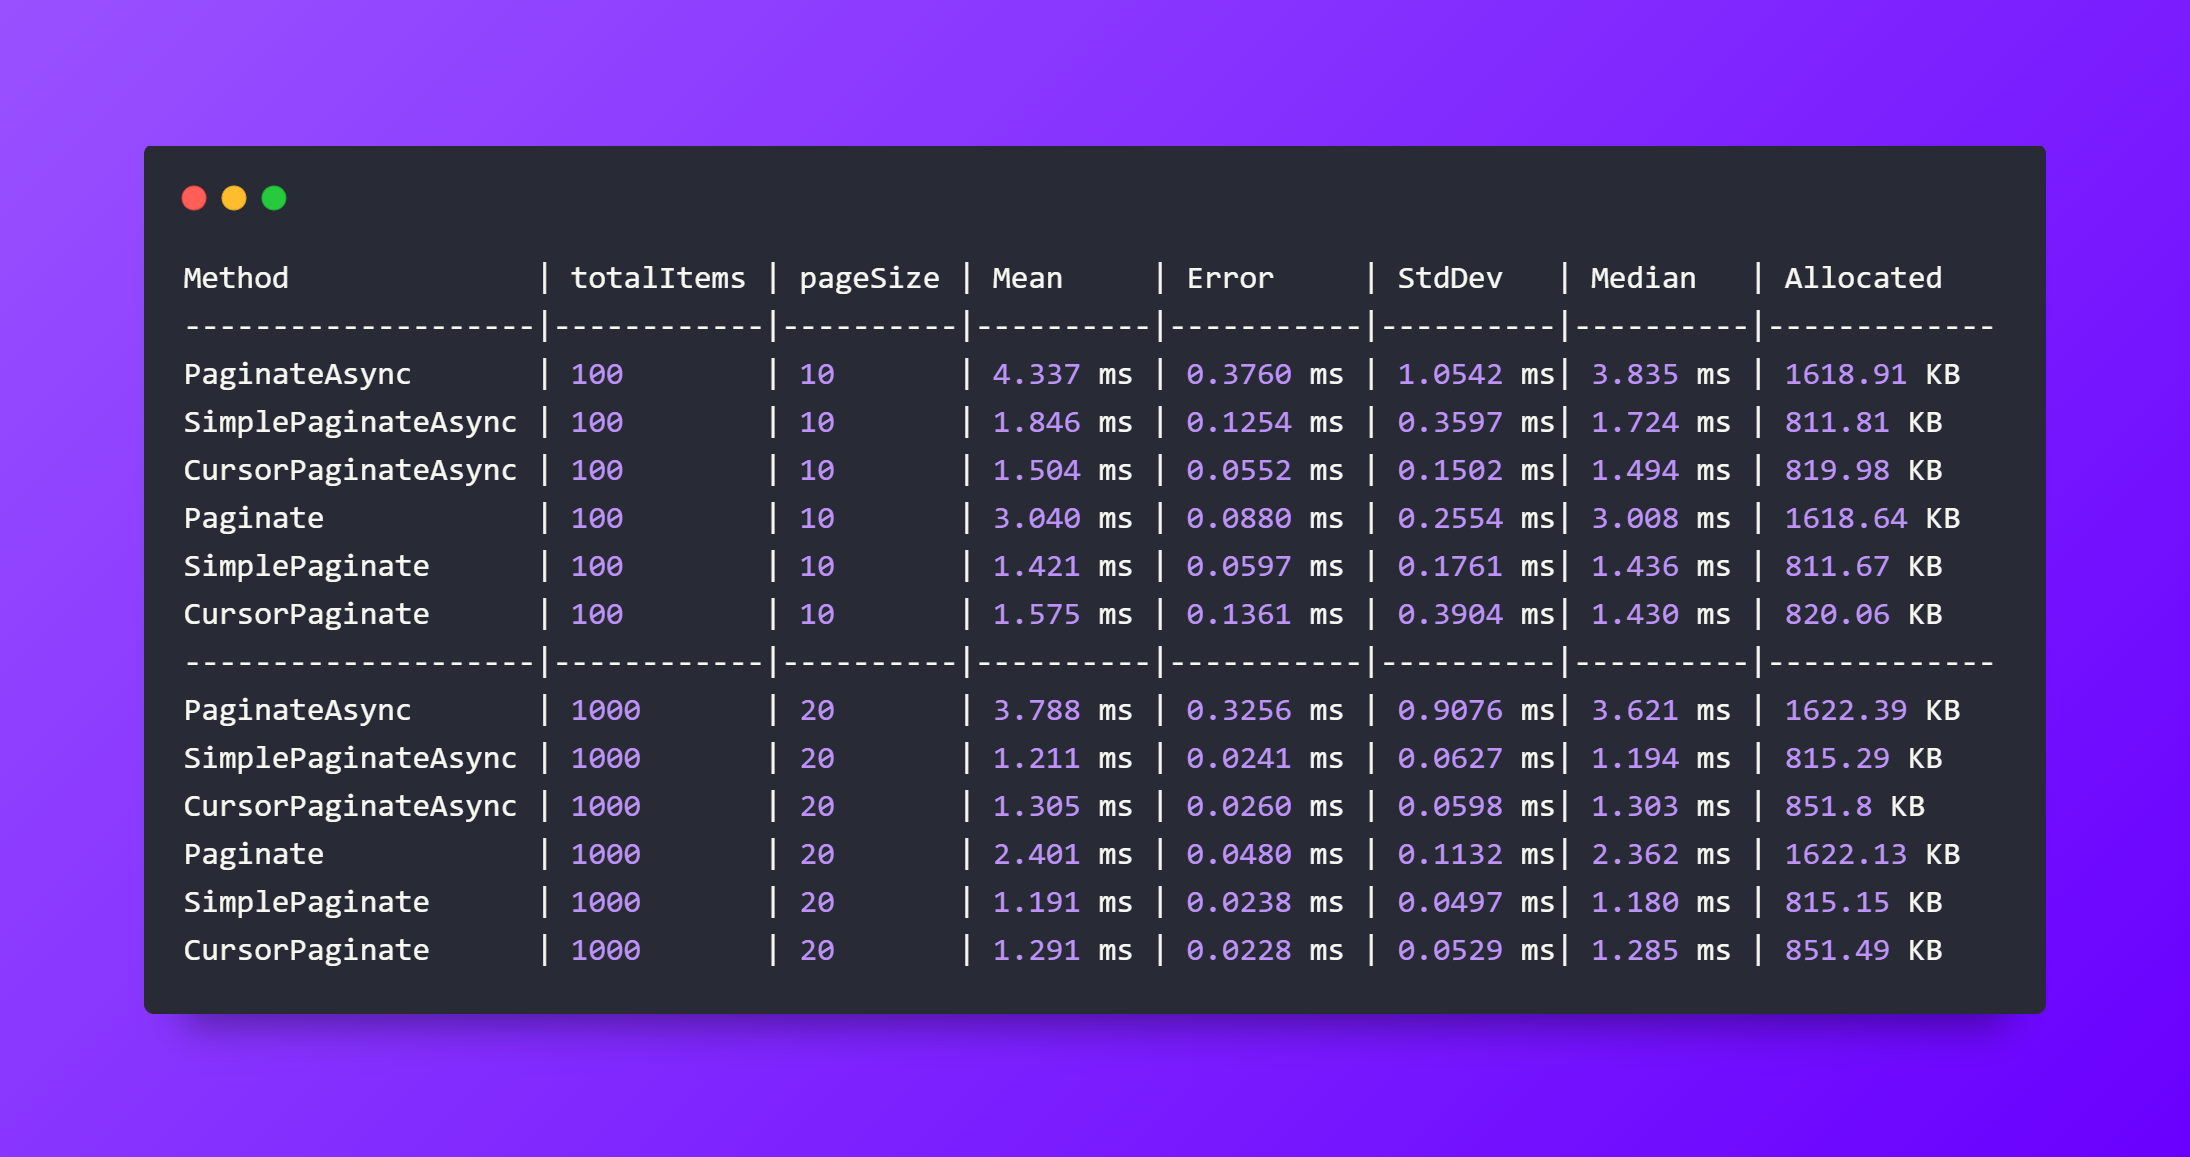 Method              | totalItems | pageSize | Mean     | Error     | StdDev   | Median   | Allocated
--------------------|------------|----------|----------|-----------|----------|----------|-------------
PaginateAsync       | 100        | 10       | 4.337 ms | 0.3760 ms | 1.0542 ms| 3.835 ms | 1618.91 KB
SimplePaginateAsync | 100        | 10       | 1.846 ms | 0.1254 ms | 0.3597 ms| 1.724 ms | 811.81 KB
CursorPaginateAsync | 100        | 10       | 1.504 ms | 0.0552 ms | 0.1502 ms| 1.494 ms | 819.98 KB
Paginate            | 100        | 10       | 3.040 ms | 0.0880 ms | 0.2554 ms| 3.008 ms | 1618.64 KB
SimplePaginate      | 100        | 10       | 1.421 ms | 0.0597 ms | 0.1761 ms| 1.436 ms | 811.67 KB
CursorPaginate      | 100        | 10       | 1.575 ms | 0.1361 ms | 0.3904 ms| 1.430 ms | 820.06 KB
--------------------|------------|----------|----------|-----------|----------|----------|-------------
PaginateAsync       | 1000       | 20       | 3.788 ms | 0.3256 ms | 0.9076 ms| 3.621 ms | 1622.39 KB
SimplePaginateAsync | 1000       | 20       | 1.211 ms | 0.0241 ms | 0.0627 ms| 1.194 ms | 815.29 KB
CursorPaginateAsync | 1000       | 20       | 1.305 ms | 0.0260 ms | 0.0598 ms| 1.303 ms | 851.8 KB
Paginate            | 1000       | 20       | 2.401 ms | 0.0480 ms | 0.1132 ms| 2.362 ms | 1622.13 KB
SimplePaginate      | 1000       | 20       | 1.191 ms | 0.0238 ms | 0.0497 ms| 1.180 ms | 815.15 KB
CursorPaginate      | 1000       | 20       | 1.291 ms | 0.0228 ms | 0.0529 ms| 1.285 ms | 851.49 KB